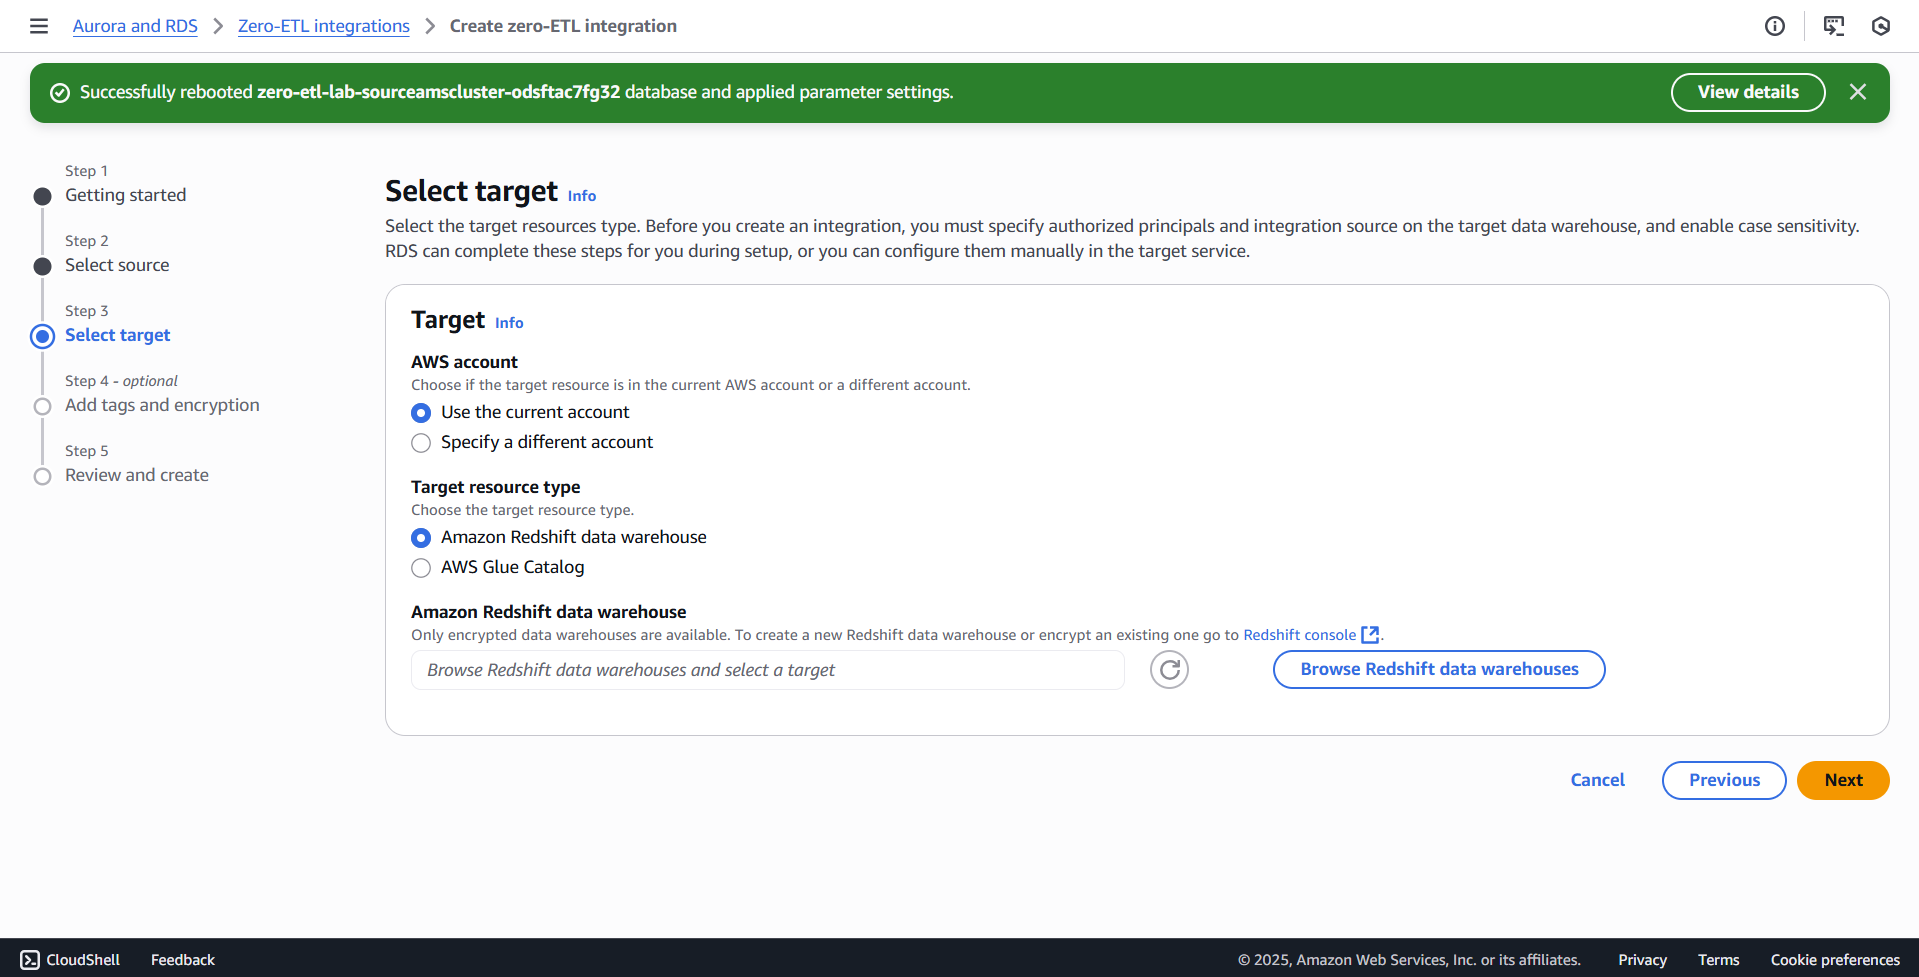 Aurora and RDS > Zero-ETL integrations > Create zero-ETL integration
Successfully rebooted zero-etl-lab-sourceamscluster-odsftac7fg32 database and applied parameter settings.
View details
Step 1
Getting started
Step 2
Select source
Step 3
Select target
Step 4 - optional
Add tags and encryption
Step 5
Review and create
Select target Info
Select the target resources type. Before you create an integration, you must specify authorized principals and integration source on the target data warehouse, and enable case sensitivity.
RDS can complete these steps for you during setup, or you can configure them manually in the target service.
Target Info
AWS account
Choose if the target resource is in the current AWS account or a different account.
Use the current account
Specify a different account
Target resource type
Choose the target resource type.
Amazon Redshift data warehouse
AWS Glue Catalog
Amazon Redshift data warehouse
Only encrypted data warehouses are available. To create a new Redshift data warehouse or encrypt an existing one go to Redshift console.
Browse Redshift data warehouses and select a target
Browse Redshift data warehouses
Cancel
Previous
Next
CloudShell Feedback © 2025, Amazon Web Services, Inc. or its affiliates. Privacy Terms Cookie preferences